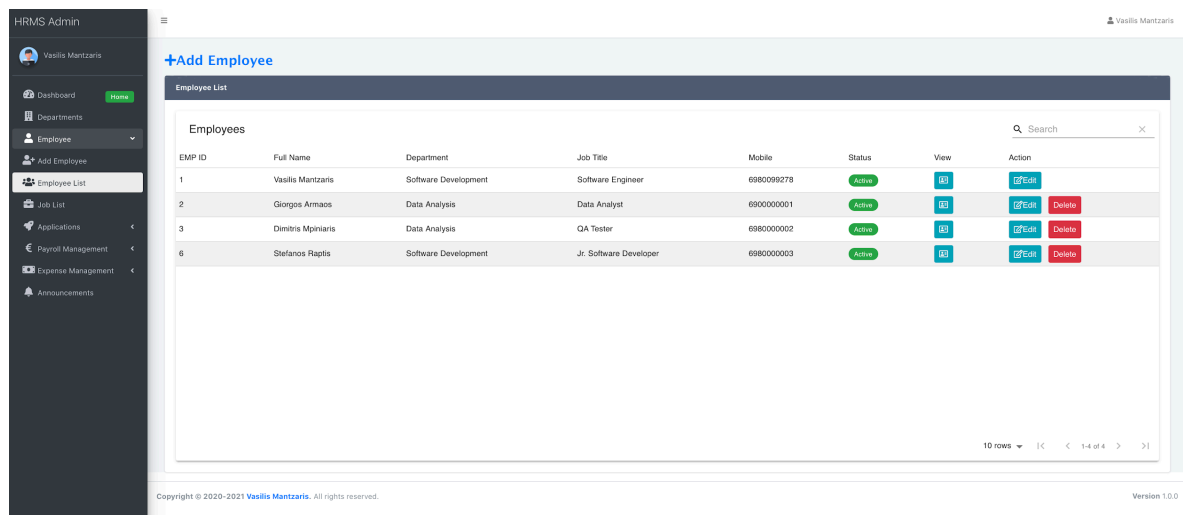 HRMS Admin
Vasilis Mantzaris
Vasilis Mantzaris
Dashboard Home
Departments
Employee
Add Employee
Employee List
Job List
Applications
Payroll Management
Expense Management
Announcements
+Add Employee
Employee List
Employees Search
EMP ID Full Name Department Job Title Mobile Status View Action
1 Vasilis Mantzaris Software Development Software Engineer 6980099278 Active Edit
2 Giorgos Armaos Data Analysis Data Analyst 6900000001 Active Edit Delete
3 Dimitris Mpiniaris Data Analysis QA Tester 6980000002 Active Edit Delete
6 Stefanos Raptis Software Development Jr. Software Developer 6980000003 Active Edit Delete
10 rows 1-4 of 4
Copyright © 2020-2021 Vasilis Mantzaris. All rights reserved. Version 1.0.0